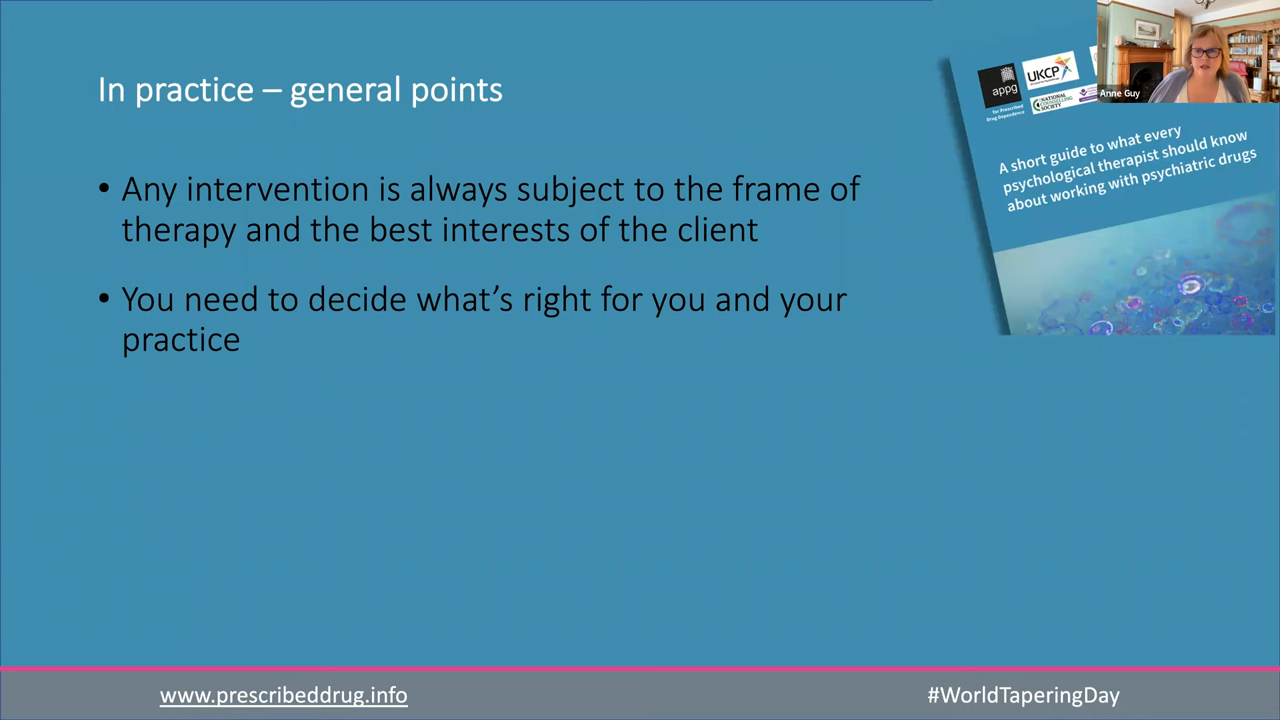 In practice – general points
• Any intervention is always subject to the frame of
therapy and the best interests of the client
• You need to decide what’s right for you and your
practice
appg
for Prescribed
Drug Dependence
UKCP
NATIONAL
COUNSELLING
SOCIETY
Anne Guy
A short guide to what every
psychological therapist should know
about working with psychiatric drugs
www.prescribeddrug.info
#WorldTaperingDay